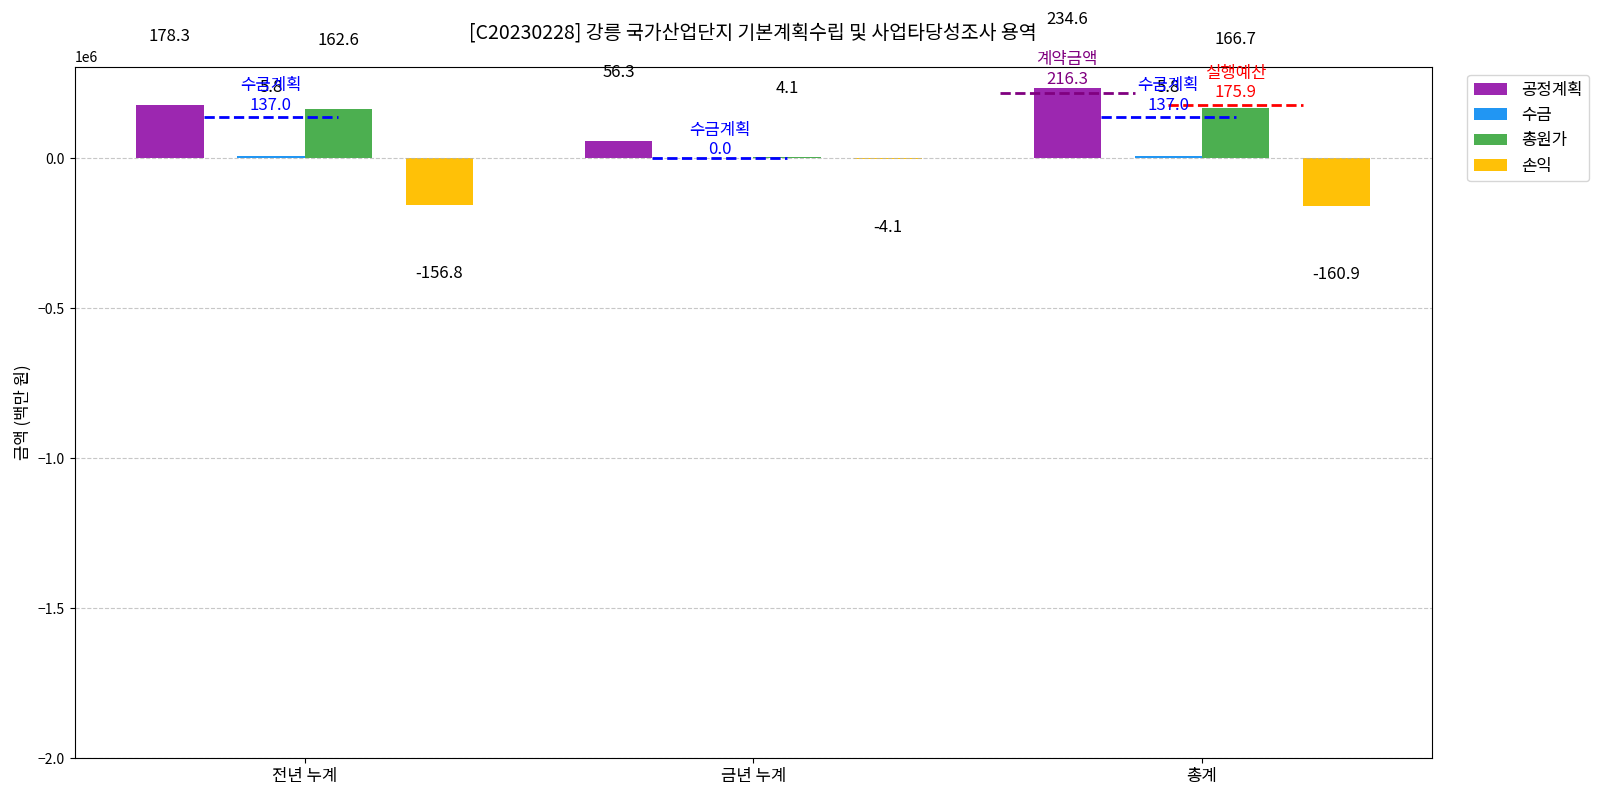 [C20230228] 강릉 국가산업단지 기본계획수립 및 사업타당성조사 용역
1e6
금액 (백만 원)
0.0
−0.5
−1.0
−1.5
−2.0
178.3
수금계획
137.0
5.8
162.6
-156.8
56.3
수금계획
0.0
4.1
-4.1
234.6
계약금액
216.3
수금계획
137.0
5.8
166.7
실행예산
175.9
-160.9
전년 누계
금년 누계
총계
공정계획
수금
총원가
손익